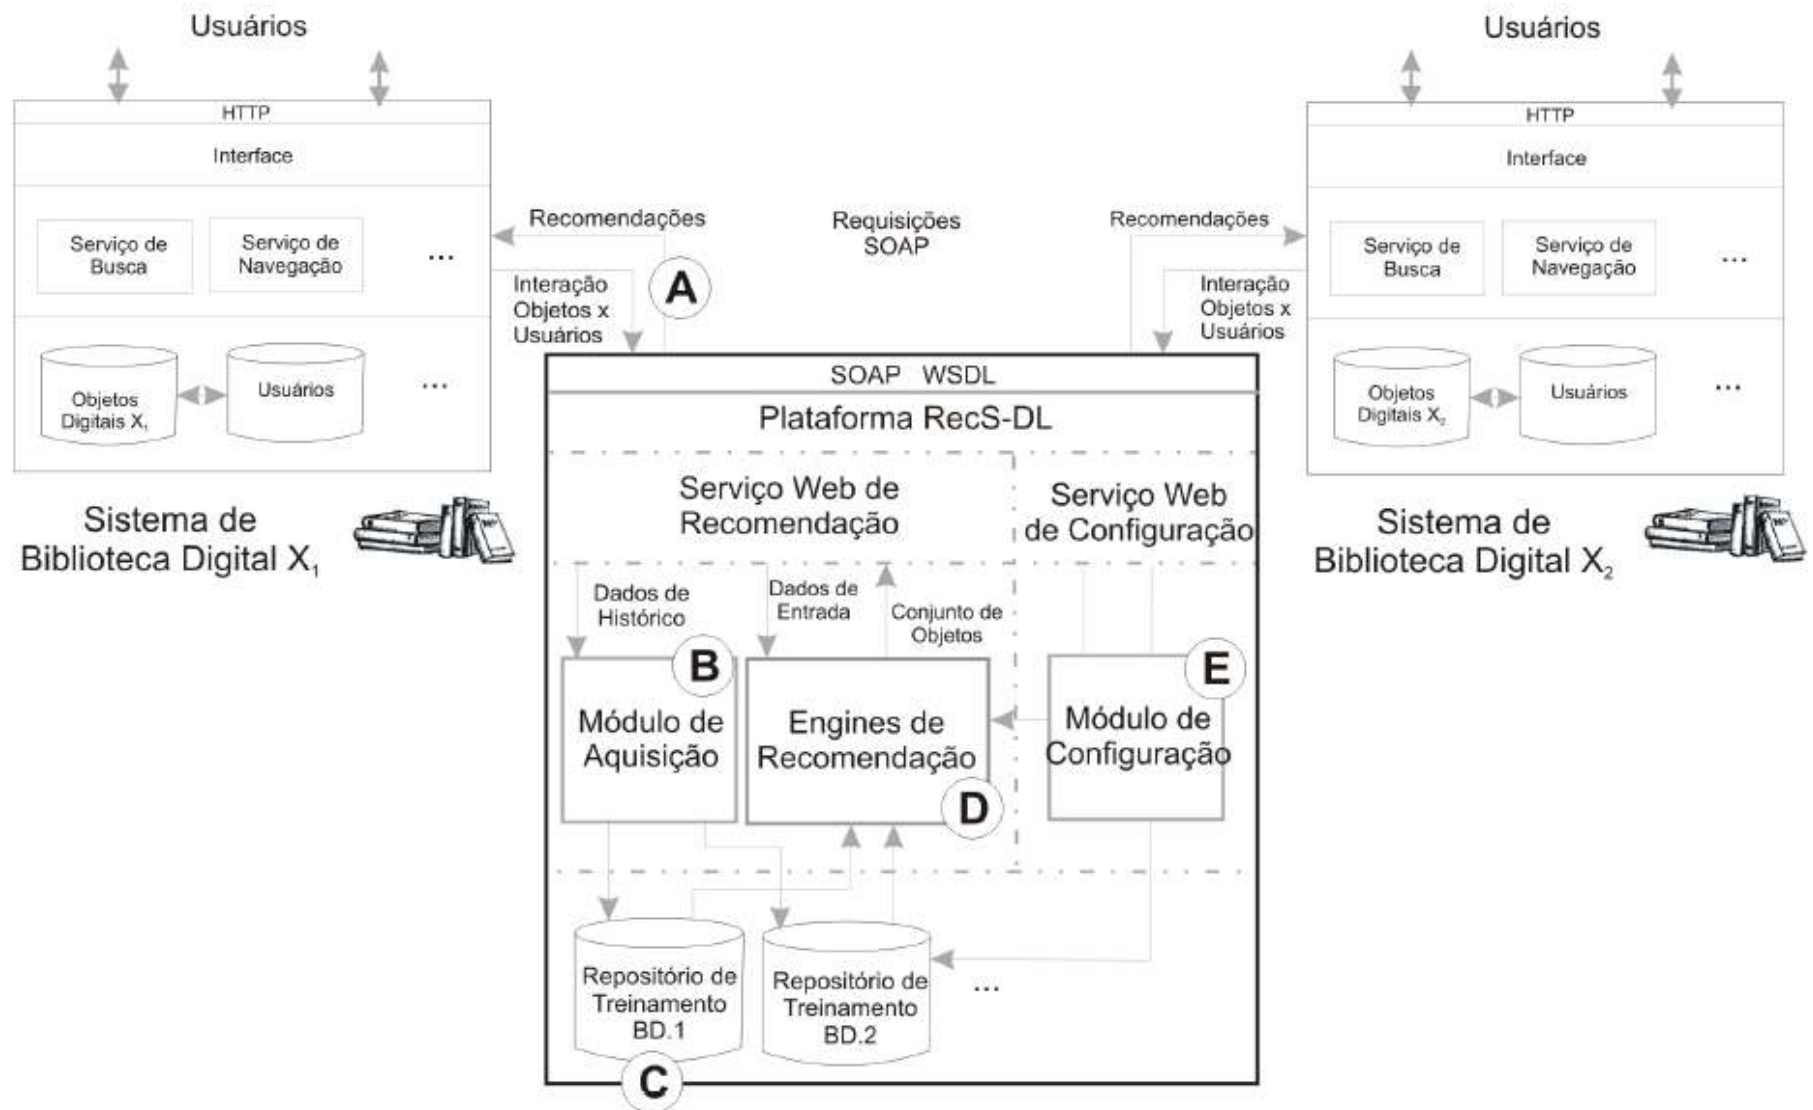 Usuários
HTTP
Interface
Serviço de
Busca
Serviço de
Navegação
...
Objetos
Digitais X₁
Usuários
...
Sistema de
Biblioteca Digital X₁
Recomendações
Interação
Objetos x
Usuários
A
Requisições
SOAP
Recomendações
Interação
Objetos x
Usuários
Usuários
HTTP
Interface
Serviço de
Busca
Serviço de
Navegação
...
Objetos
Digitais X₂
Usuários
...
Sistema de
Biblioteca Digital X₂
SOAP WSDL
Plataforma RecS-DL
Serviço Web de
Recomendação
Serviço Web
de Configuração
Dados de
Histórico
Dados de
Entrada
Conjunto de
Objetos
B
Módulo de
Aquisição
Engines de
Recomendação
D
E
Módulo de
Configuração
Repositório de
Treinamento
BD.1
C
Repositório de
Treinamento
BD.2
...